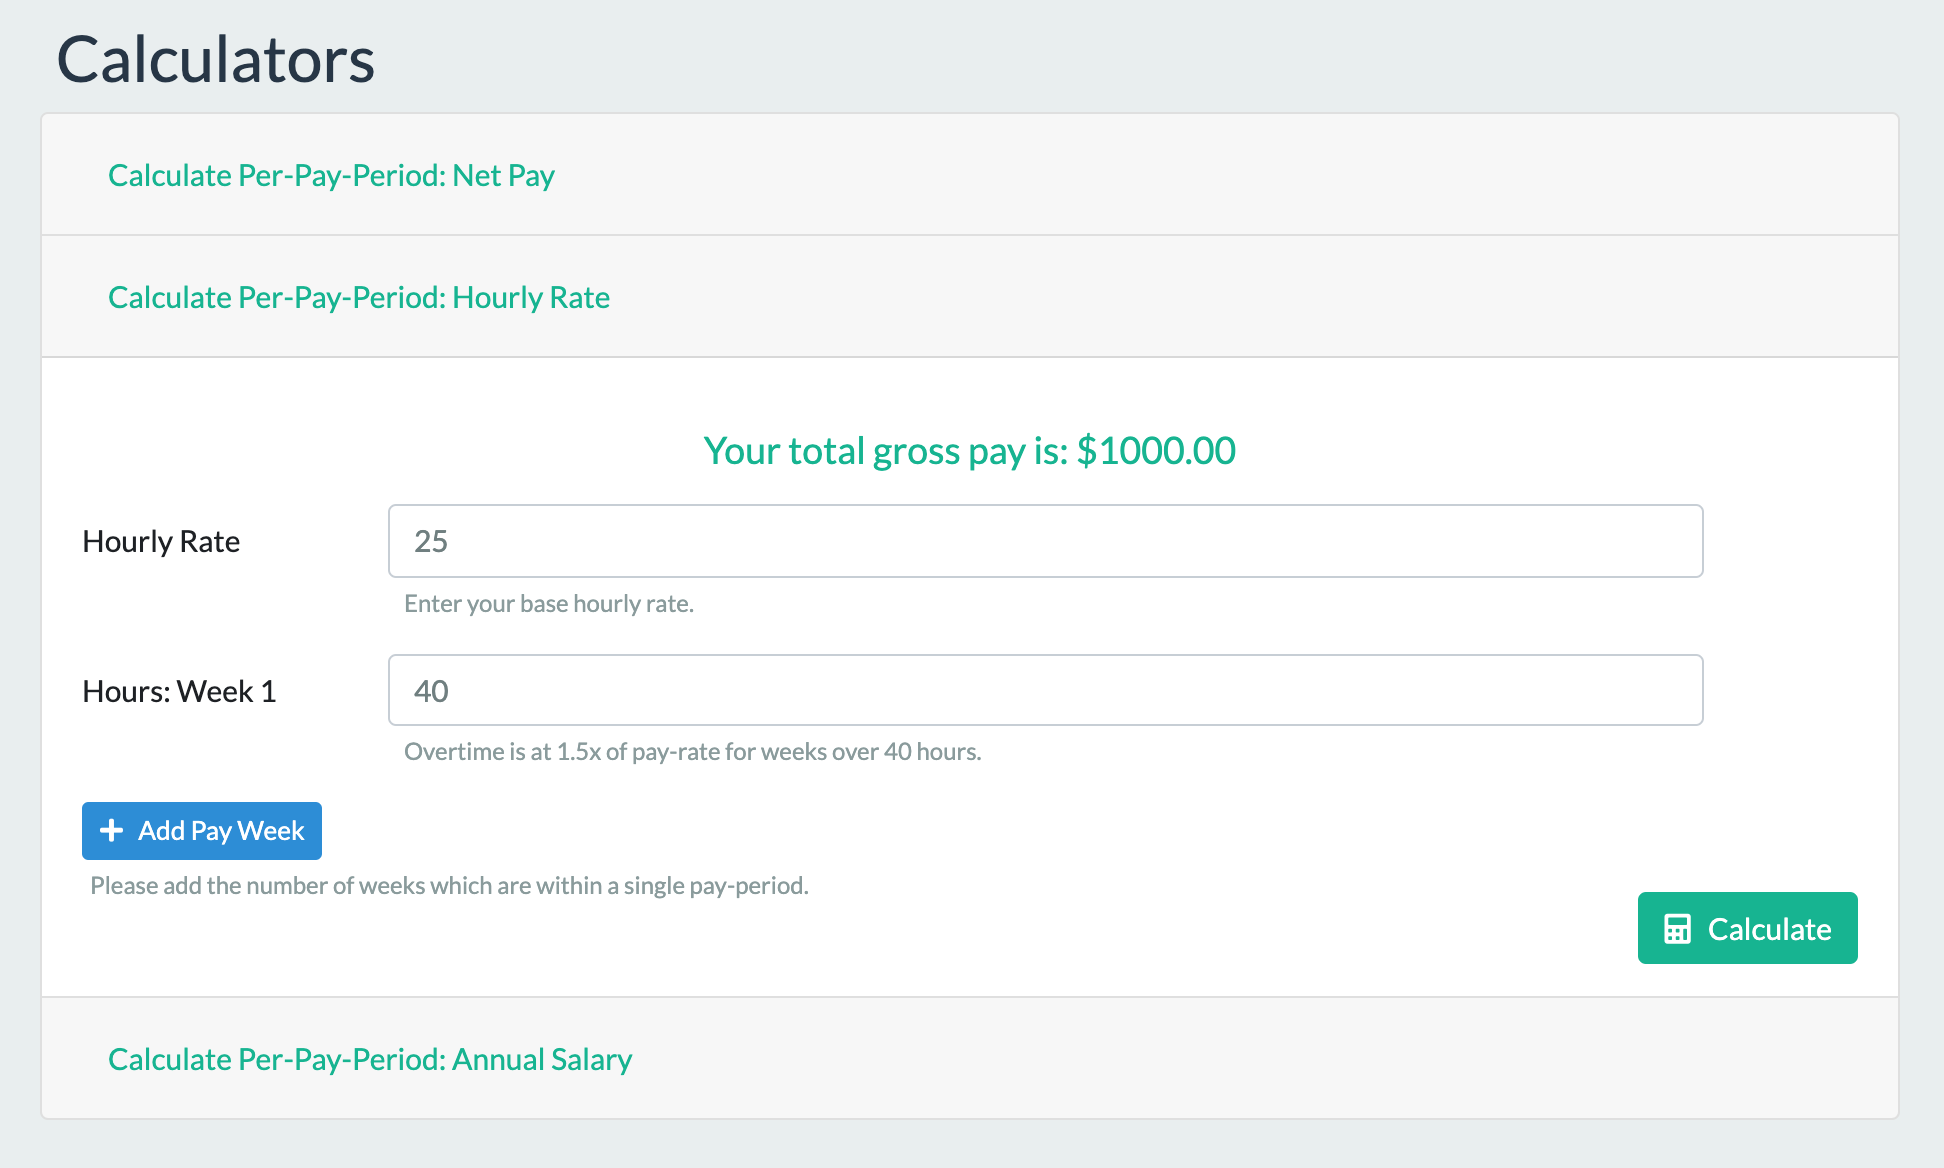 Calculators
Calculate Per-Pay-Period: Net Pay
Calculate Per-Pay-Period: Hourly Rate
Your total gross pay is: $1000.00
Hourly Rate
25
Enter your base hourly rate.
Hours: Week 1
40
Overtime is at 1.5x of pay-rate for weeks over 40 hours.
Add Pay Week
Please add the number of weeks which are within a single pay-period.
Calculate
Calculate Per-Pay-Period: Annual Salary